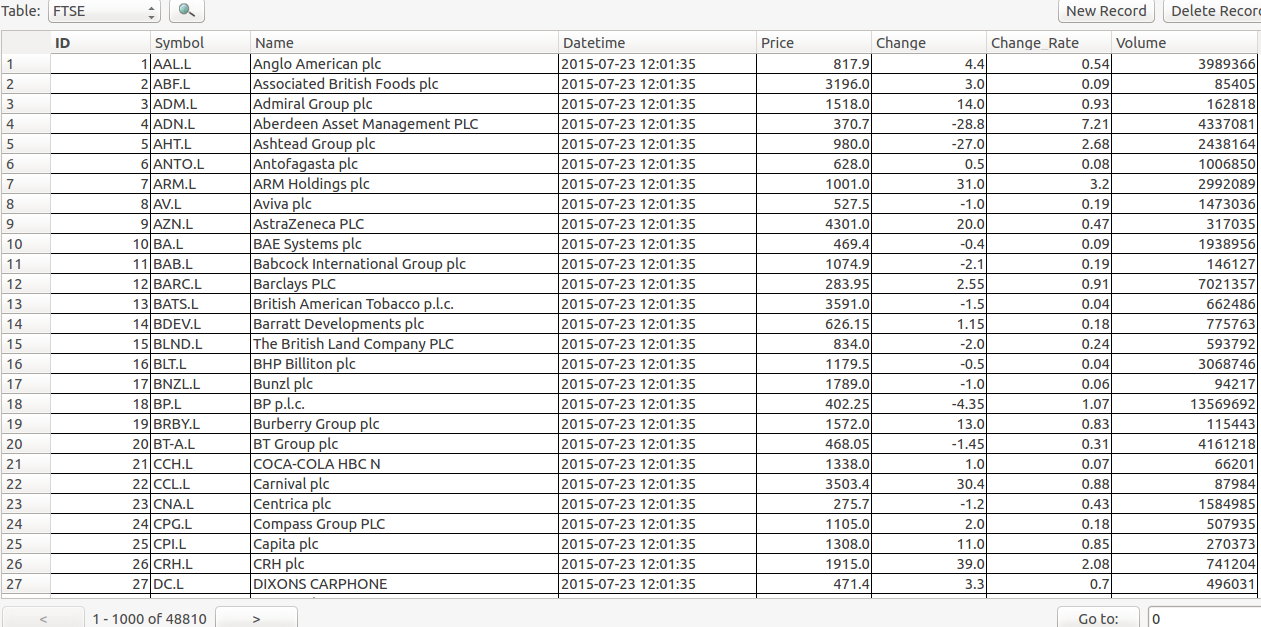 Table: FTSE New Record Delete Recor
ID Symbol Name Datetime Price Change Change_Rate Volume
1 1 AAL.L Anglo American plc 2015-07-23 12:01:35 817.9 4.4 0.54 3989366
2 2 ABF.L Associated British Foods plc 2015-07-23 12:01:35 3196.0 3.0 0.09 85405
3 3 ADM.L Admiral Group plc 2015-07-23 12:01:35 1518.0 14.0 0.93 162818
4 4 ADN.L Aberdeen Asset Management PLC 2015-07-23 12:01:35 370.7 -28.8 7.21 4337081
5 5 AHT.L Ashtead Group plc 2015-07-23 12:01:35 980.0 -27.0 2.68 2438164
6 6 ANTO.L Antofagasta plc 2015-07-23 12:01:35 628.0 0.5 0.08 1006850
7 7 ARM.L ARM Holdings plc 2015-07-23 12:01:35 1001.0 31.0 3.2 2992089
8 8 AV.L Aviva plc 2015-07-23 12:01:35 527.5 -1.0 0.19 1473036
9 9 AZN.L AstraZeneca PLC 2015-07-23 12:01:35 4301.0 20.0 0.47 317035
10 10 BA.L BAE Systems plc 2015-07-23 12:01:35 469.4 -0.4 0.09 1938956
11 11 BAB.L Babcock International Group plc 2015-07-23 12:01:35 1074.9 -2.1 0.19 146127
12 12 BARC.L Barclays PLC 2015-07-23 12:01:35 283.95 2.55 0.91 7021357
13 13 BATS.L British American Tobacco p.l.c. 2015-07-23 12:01:35 3591.0 -1.5 0.04 662486
14 14 BDEV.L Barratt Developments plc 2015-07-23 12:01:35 626.15 1.15 0.18 775763
15 15 BLND.L The British Land Company PLC 2015-07-23 12:01:35 834.0 -2.0 0.24 593792
16 16 BLT.L BHP Billiton plc 2015-07-23 12:01:35 1179.5 -0.5 0.04 3068746
17 17 BNZL.L Bunzl plc 2015-07-23 12:01:35 1789.0 -1.0 0.06 94217
18 18 BP.L BP p.l.c. 2015-07-23 12:01:35 402.25 -4.35 1.07 13569692
19 19 BRBY.L Burberry Group plc 2015-07-23 12:01:35 1572.0 13.0 0.83 115443
20 20 BT-A.L BT Group plc 2015-07-23 12:01:35 468.05 -1.45 0.31 4161218
21 21 CCH.L COCA-COLA HBC N 2015-07-23 12:01:35 1338.0 1.0 0.07 66201
22 22 CCL.L Carnival plc 2015-07-23 12:01:35 3503.4 30.4 0.88 87984
23 23 CNA.L Centrica plc 2015-07-23 12:01:35 275.7 -1.2 0.43 1584985
24 24 CPG.L Compass Group PLC 2015-07-23 12:01:35 1105.0 2.0 0.18 507935
25 25 CPI.L Capita plc 2015-07-23 12:01:35 1308.0 11.0 0.85 270373
26 26 CRH.L CRH plc 2015-07-23 12:01:35 1915.0 39.0 2.08 741204
27 27 DC.L DIXONS CARPHONE 2015-07-23 12:01:35 471.4 3.3 0.7 496031
< 1 - 1000 of 48810 > Go to: 0